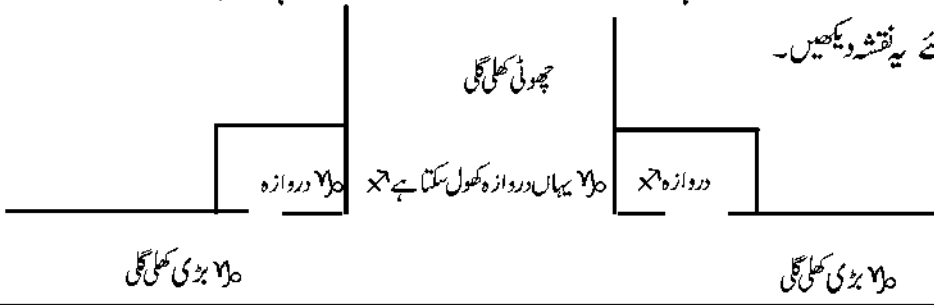 ئے یہ نقشہ دیکھیں۔
چھوٹی کھلی گلی
دروازہ ♐ ♑ یہاں دروازہ کھول سکتا ہے ♐ ♑ دروازہ
♑ بڑی کھلی گلی ♑ بڑی کھلی گلی